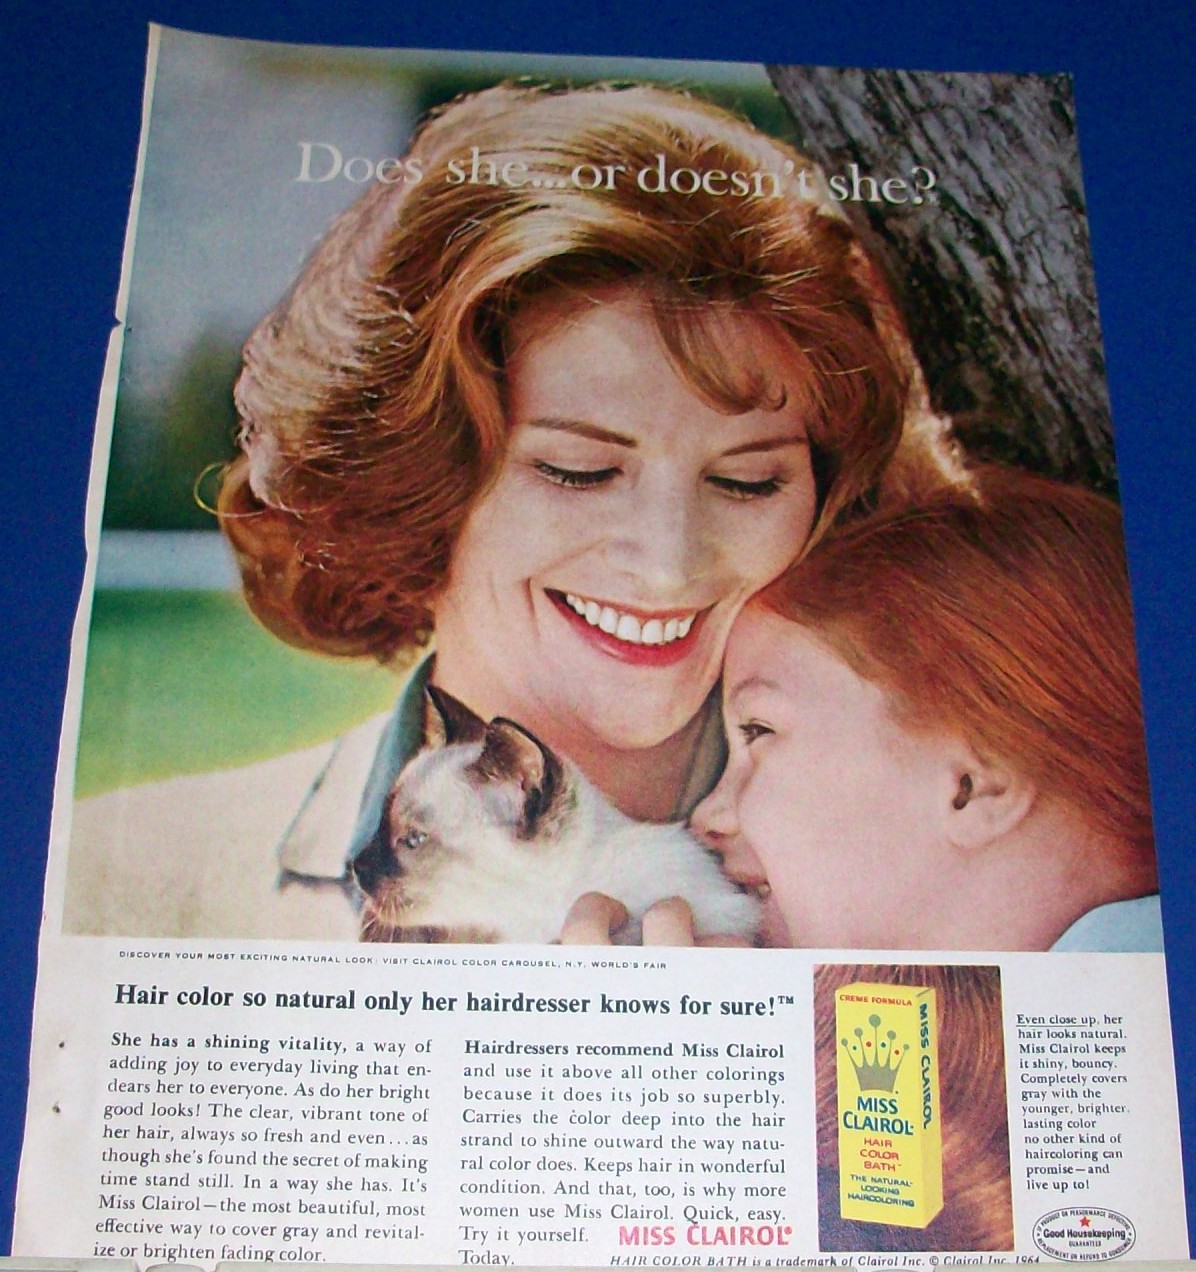 Does she...or doesn't she?
DISCOVER YOUR MOST EXCITING NATURAL LOOK: VISIT CLAIROL COLOR CAROUSEL, N.Y. WORLD'S FAIR
Hair color so natural only her hairdresser knows for sure!™
She has a shining vitality, a way of
adding joy to everyday living that en-
dears her to everyone. As do her bright
good looks! The clear, vibrant tone of
her hair, always so fresh and even...as
though she's found the secret of making
time stand still. In a way she has. It's
Miss Clairol—the most beautiful, most
effective way to cover gray and revital-
ize or brighten fading color.
Hairdressers recommend Miss Clairol
and use it above all other colorings
because it does its job so superbly.
Carries the color deep into the hair
strand to shine outward the way natu-
ral color does. Keeps hair in wonderful
condition. And that, too, is why more
women use Miss Clairol. Quick, easy.
Try it yourself. MISS CLAIROL®
Today.
HAIR COLOR BATH is a trademark of Clairol Inc. © Clairol Inc. 1964
CREME FORMULA
MISS
CLAIROL
HAIR
COLOR
BATH™
THE NATURAL-
LOOKING
HAIRCOLORING
MISS CLAIROL
Even close up, her
hair looks natural.
Miss Clairol keeps
it shiny, bouncy.
Completely covers
gray with the
younger, brighter,
lasting color
no other kind of
haircoloring can
promise—and
live up to!
Good Housekeeping
GUARANTEES